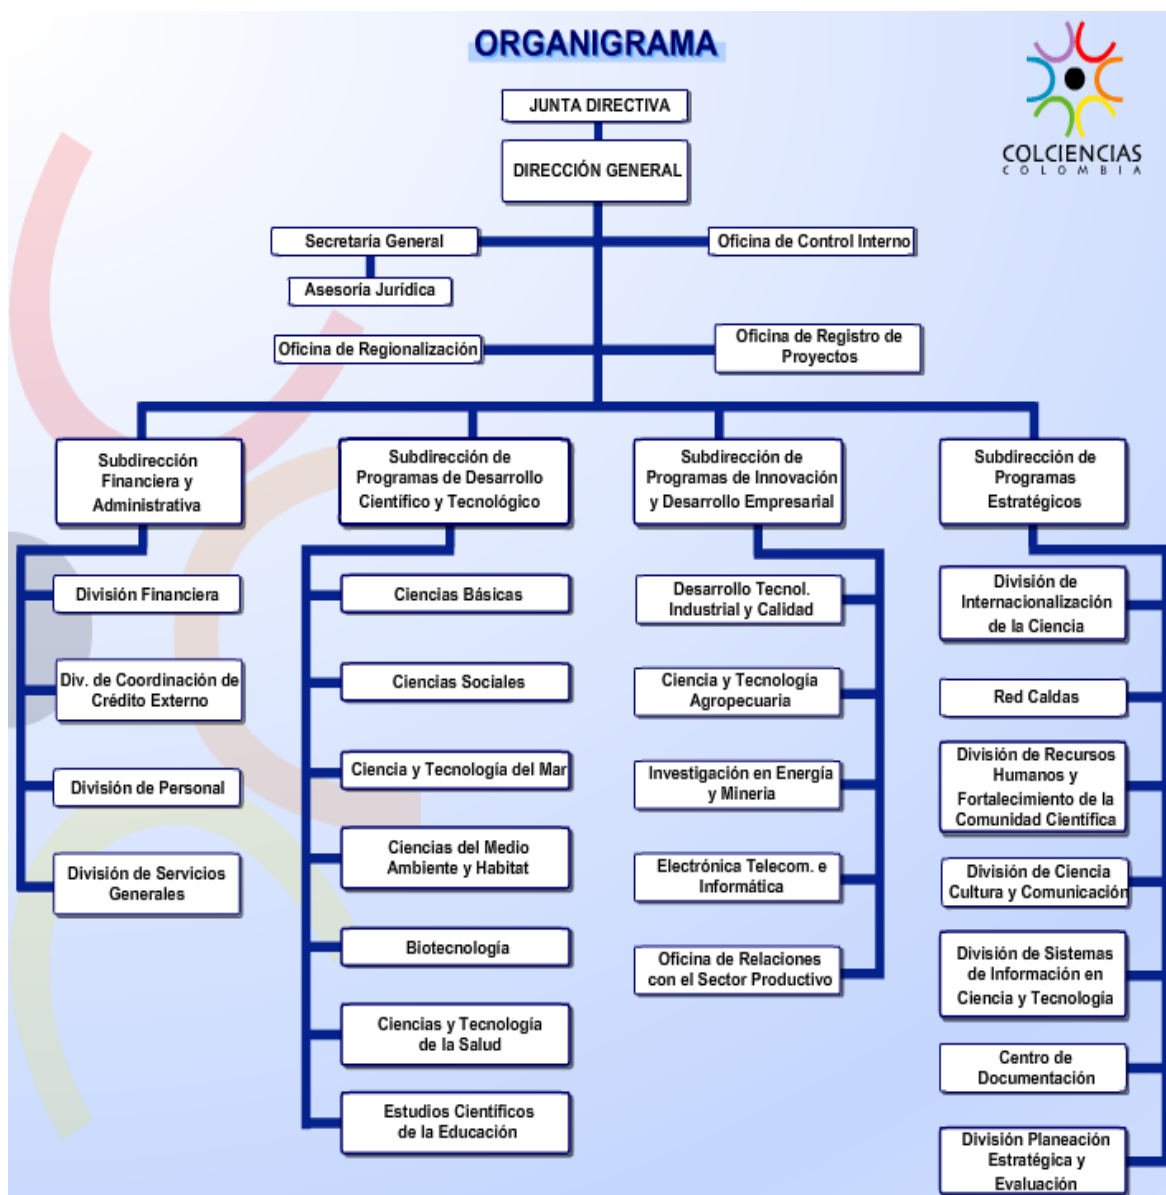 ORGANIGRAMA
COLCIENCIAS
COLOMBIA
JUNTA DIRECTIVA
DIRECCIÓN GENERAL
Secretaría General
Oficina de Control Interno
Asesoría Jurídica
Oficina de Regionalización
Oficina de Registro de
Proyectos
Subdirección
Financiera y
Administrativa
División Financiera
Div. de Coordinación de
Crédito Externo
División de Personal
División de Servicios
Generales
Subdirección de
Programas de Desarrollo
Científico y Tecnológico
Ciencias Básicas
Ciencias Sociales
Ciencia y Tecnología del Mar
Ciencias del Medio
Ambiente y Habitat
Biotecnología
Ciencias y Tecnología
de la Salud
Estudios Científicos
de la Educación
Subdirección de
Programas de Innovación
y Desarrollo Empresarial
Desarrollo Tecnol.
Industrial y Calidad
Ciencia y Tecnología
Agropecuaria
Investigación en Energía
y Mineria
Electrónica Telecom. e
Informática
Oficina de Relaciones
con el Sector Productivo
Subdirección de
Programas
Estratégicos
División de
Internacionalización
de la Ciencia
Red Caldas
División de Recursos
Humanos y
Fortalecimiento de la
Comunidad Científica
División de Ciencia
Cultura y Comunicación
División de Sistemas
de Información en
Ciencia y Tecnología
Centro de
Documentación
División Planeación
Estratégica y
Evaluación